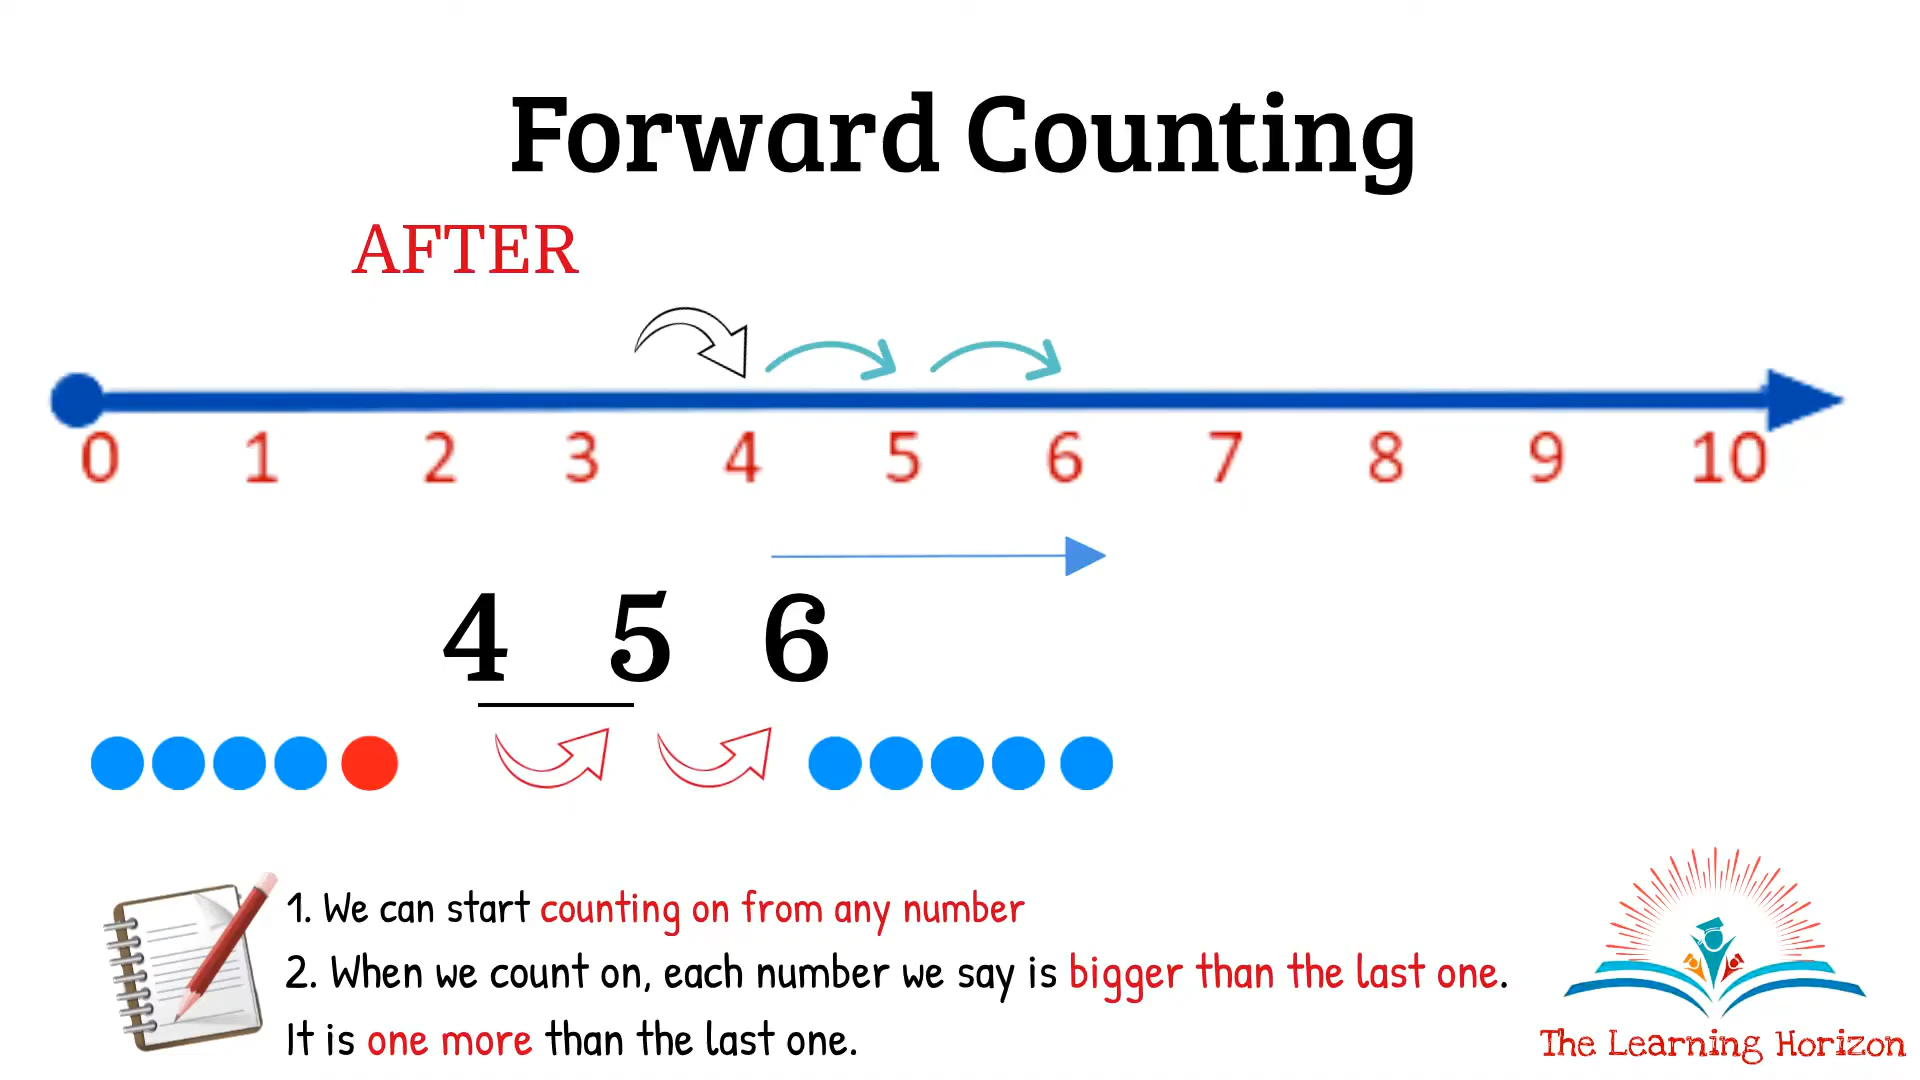 Forward Counting
AFTER
0 1 2 3 4 5 6 7 8 9 10
4 5 6
1. We can start counting on from any number
2. When we count on, each number we say is bigger than the last one.
It is one more than the last one.
The Learning Horizon